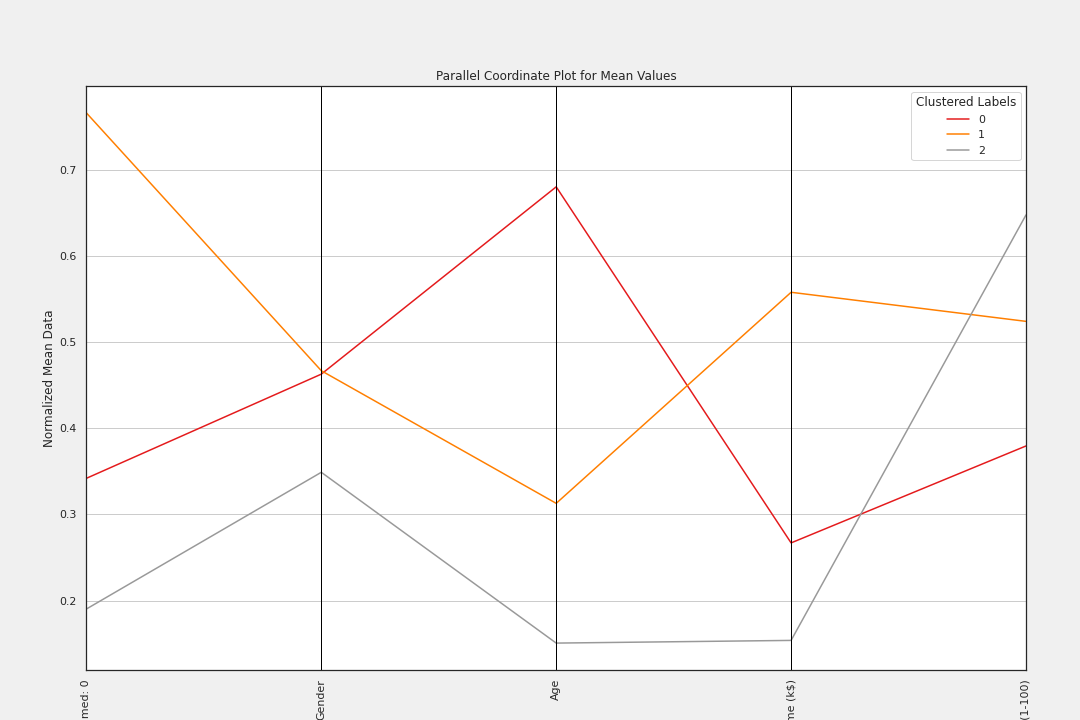 Parallel Coordinate Plot for Mean Values
Clustered Labels
0
1
2
0.7
0.6
0.5
0.4
0.3
0.2
Normalized Mean Data
med: 0
Gender
Age
me (k$)
(1-100)